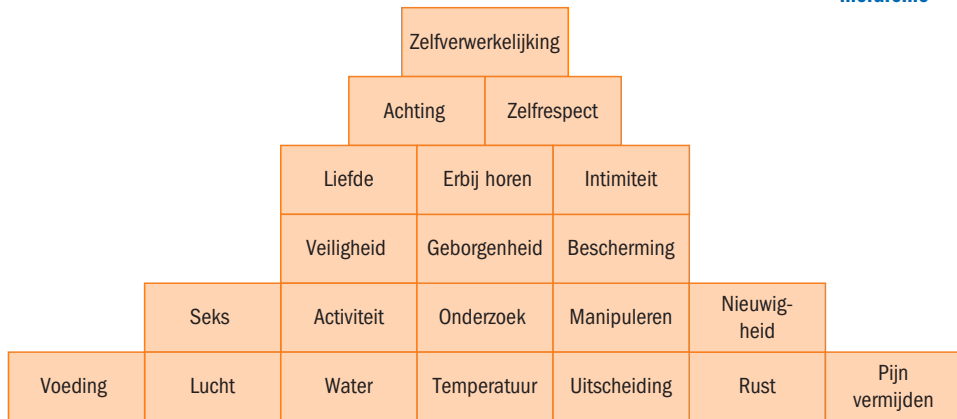 Zelfverwerkelijking
Achting Zelfrespect
Liefde Erbij horen Intimiteit
Veiligheid Geborgenheid Bescherming
Seks Activiteit Onderzoek Manipuleren Nieuwig-
heid
Voeding Lucht Water Temperatuur Uitscheiding Rust Pijn
vermijden